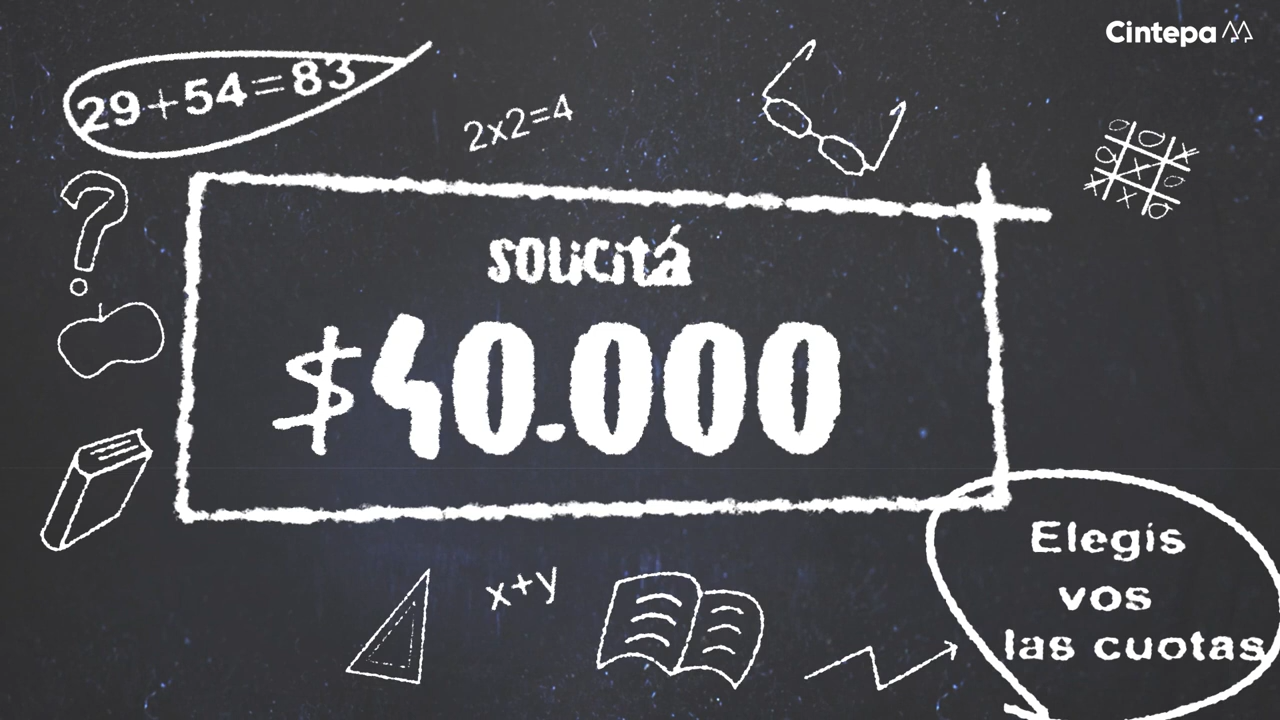 Cintepa
29+54=83
2x2=4
solicitá
$40.000
Elegís
vos
las cuotas
x+y